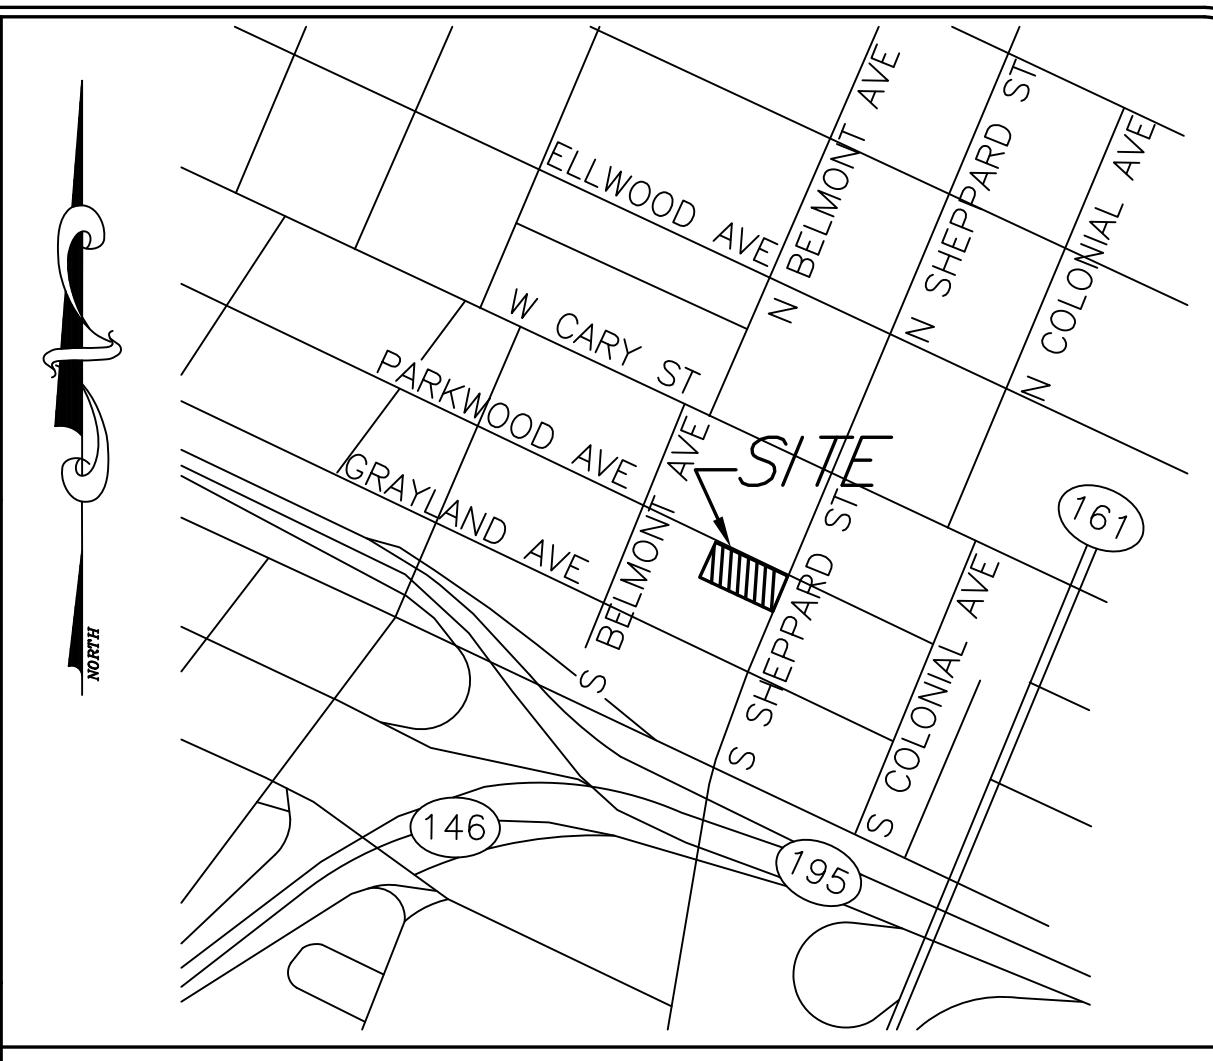 N BELMONT AVE
N SHEPPARD ST
N COLONIAL AVE
ELLWOOD AVE
W CARY ST
PARKWOOD AVE
SITE
GRAYLAND AVE
S BELMONT AVE
161
S SHEPPARD ST
S COLONIAL AVE
NORTH
146
195